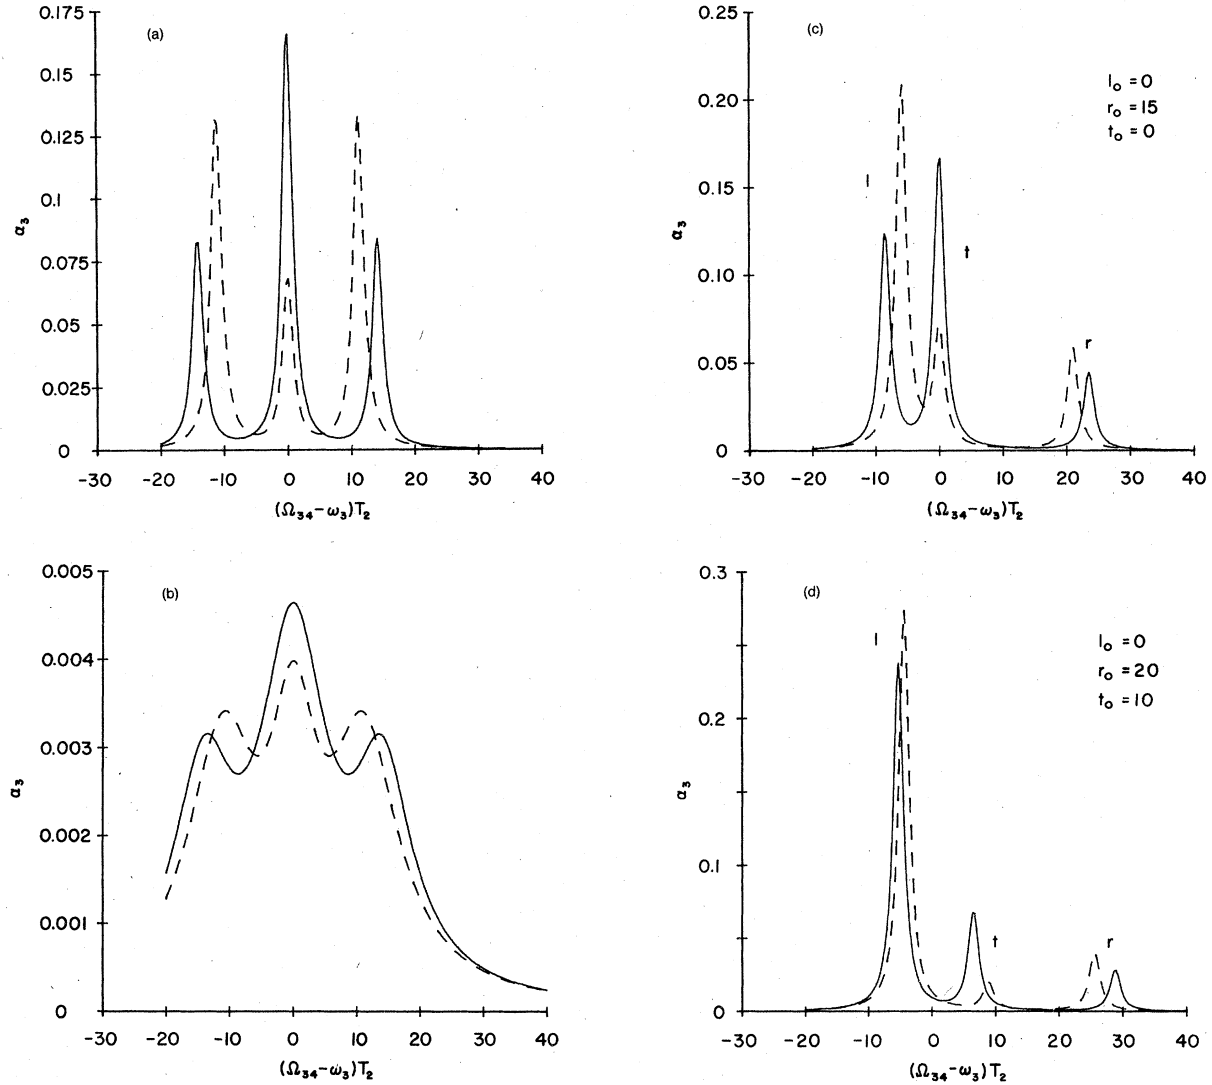 (a)
0.175
0.15
0.125
0.1
0.075
0.05
0.025
0
α₃
-30 -20 -10 0 10 20 30 40
(Ω₃₄-ω₃)T₂
(b)
0.005
0.004
0.003
0.002
0.001
0
α₃
-30 -20 -10 0 10 20 30 40
(Ω₃₄-ω₃)T₂
(c)
0.25
0.20
0.15
0.10
0.05
0
α₃
l₀ = 0
r₀ = 15
t₀ = 0
l
t
r
-30 -20 -10 0 10 20 30 40
(Ω₃₄-ω₃)T₂
(d)
0.3
0.2
0.1
0
α₃
l₀ = 0
r₀ = 20
t₀ = 10
l
t
r
-30 -20 -10 0 10 20 30 40
(Ω₃₄-ω₃)T₂